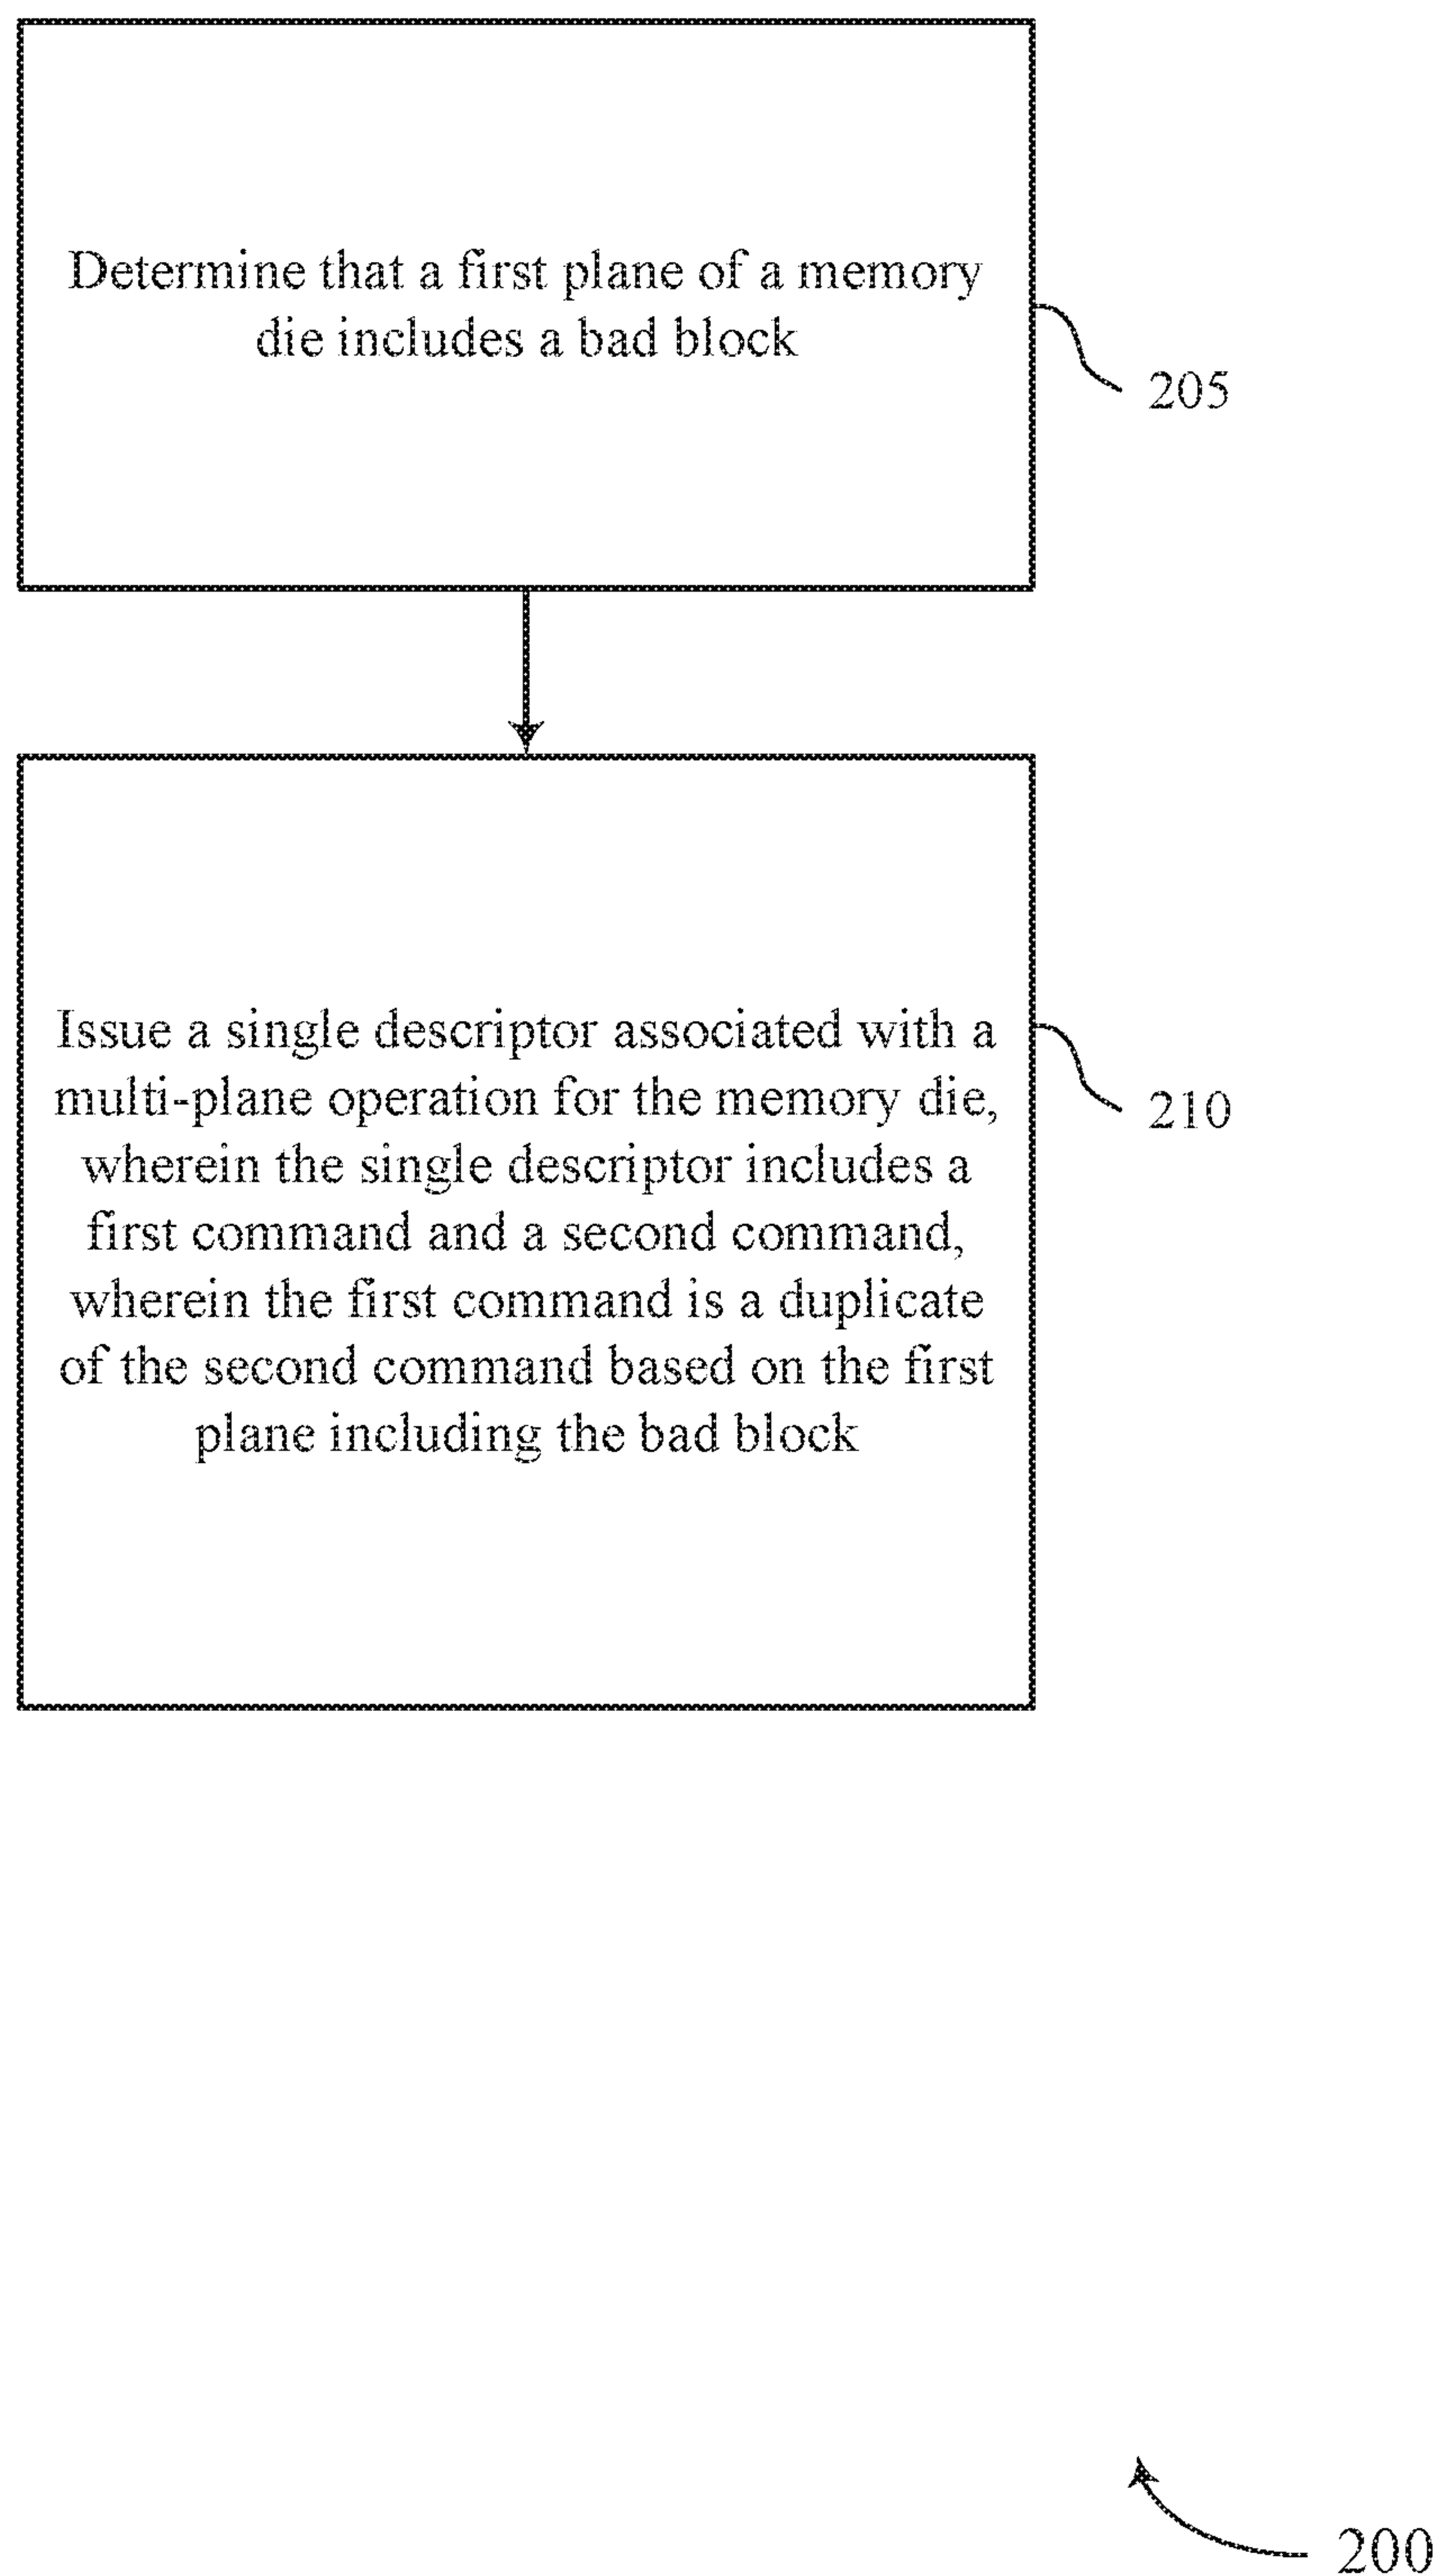 Determine that a first plane of a memory
die includes a bad block
205
Issue a single descriptor associated with a
multi-plane operation for the memory die,
wherein the single descriptor includes a
first command and a second command,
wherein the first command is a duplicate
of the second command based on the first
plane including the bad block
210
200